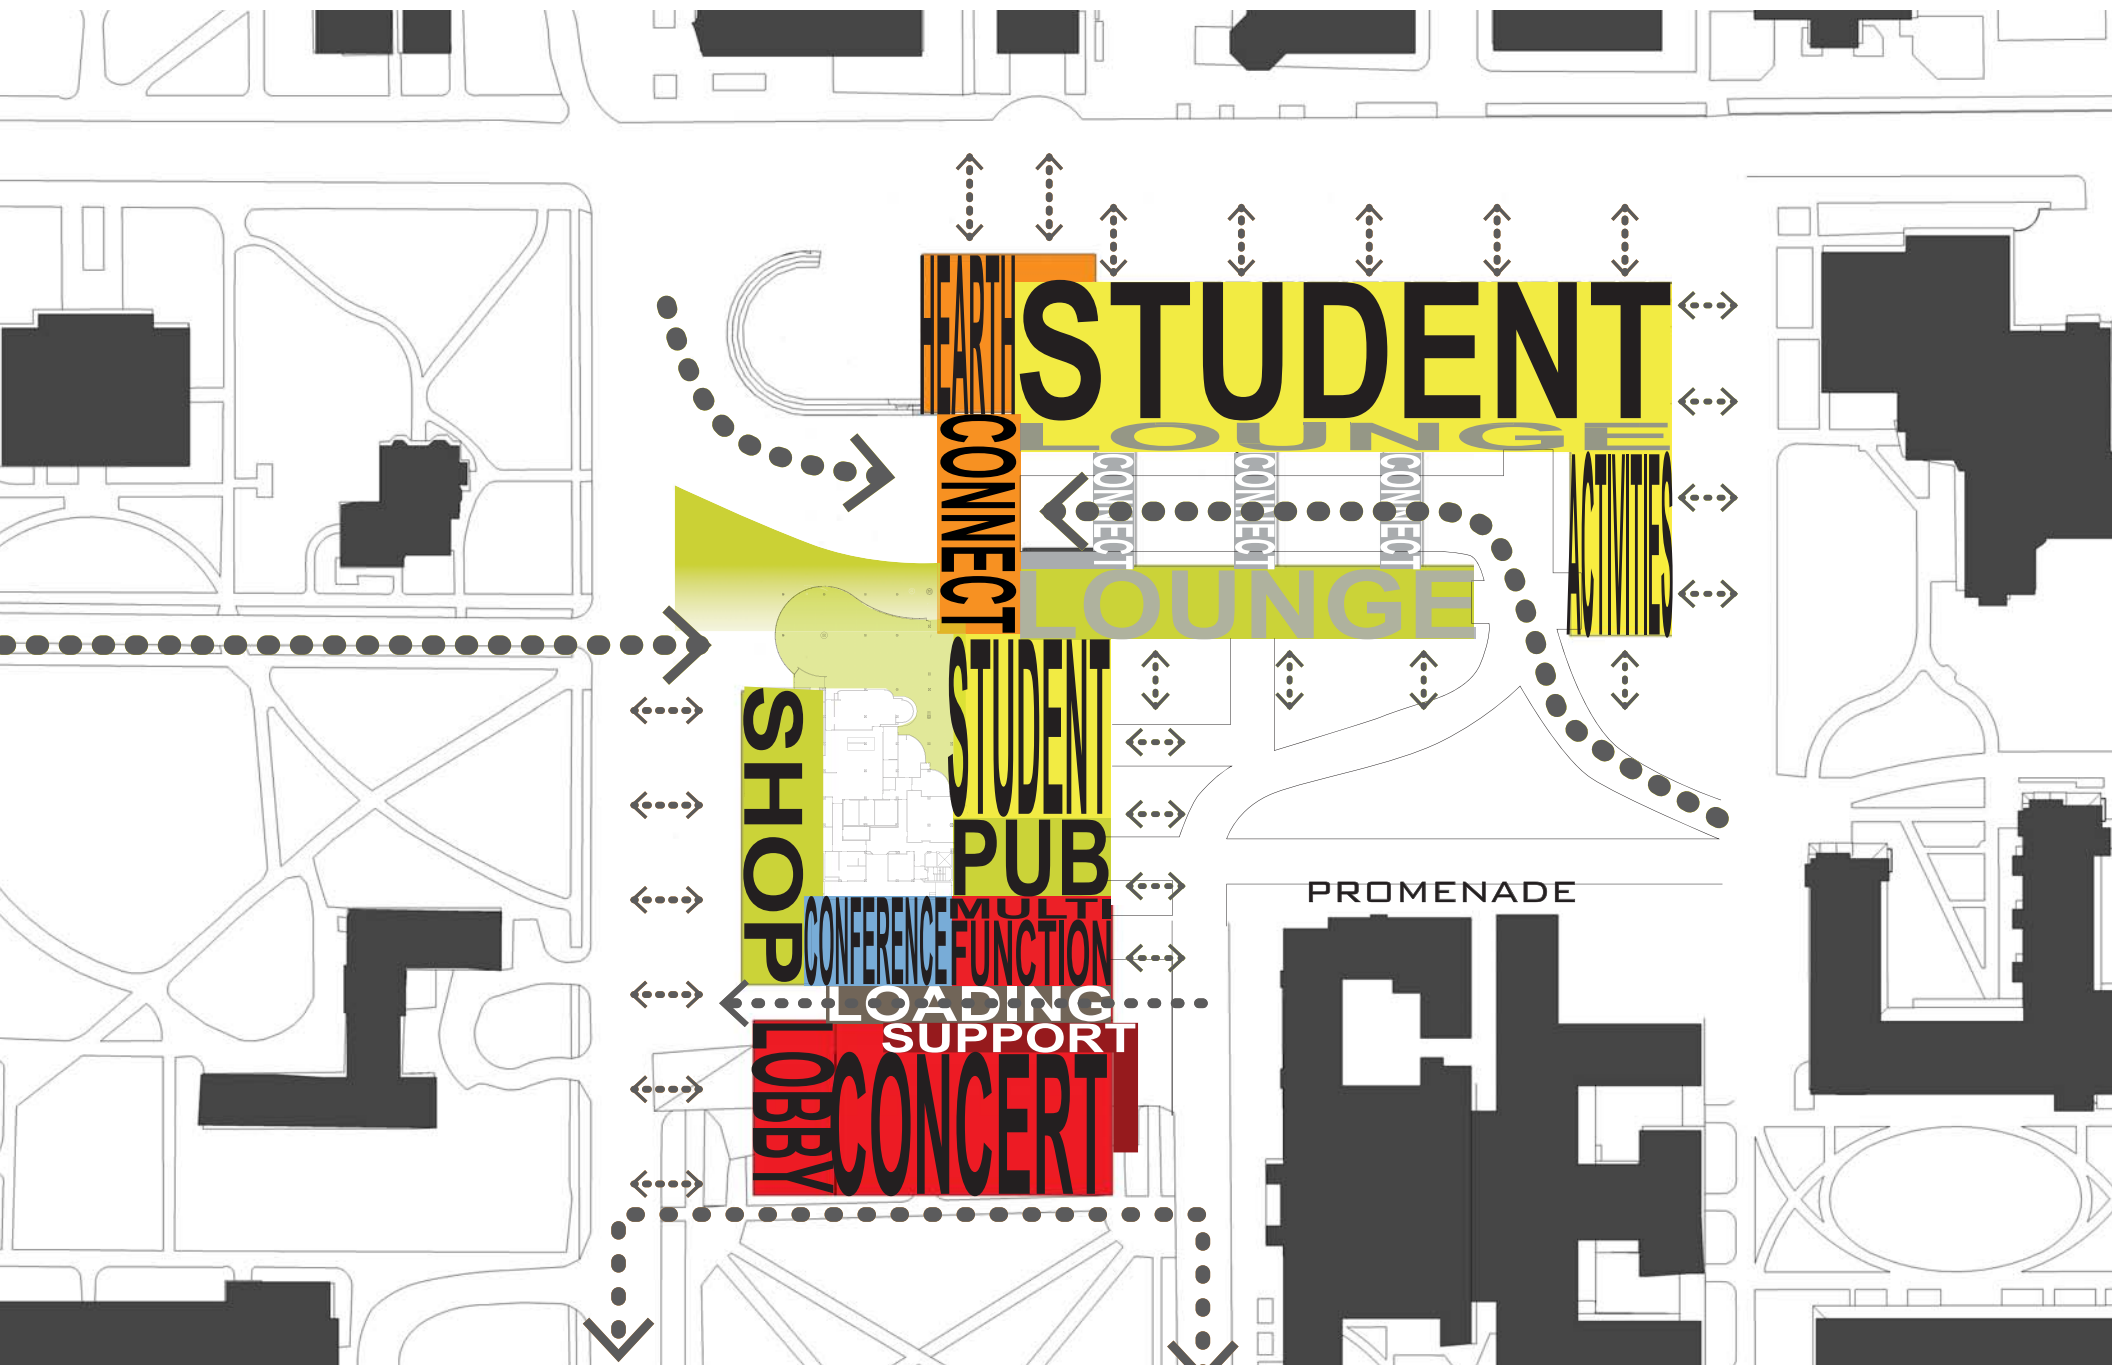 HEARTH
STUDENT
LOUNGE
CONNECT
CONNECT
CONNECT
CONNECT
ACTIVITIES
LOUNGE
STUDENT
SHOP
PUB
PROMENADE
CONFERENCE
MULTI
FUNCTION
LOADING
SUPPORT
LOBBY
CONCERT